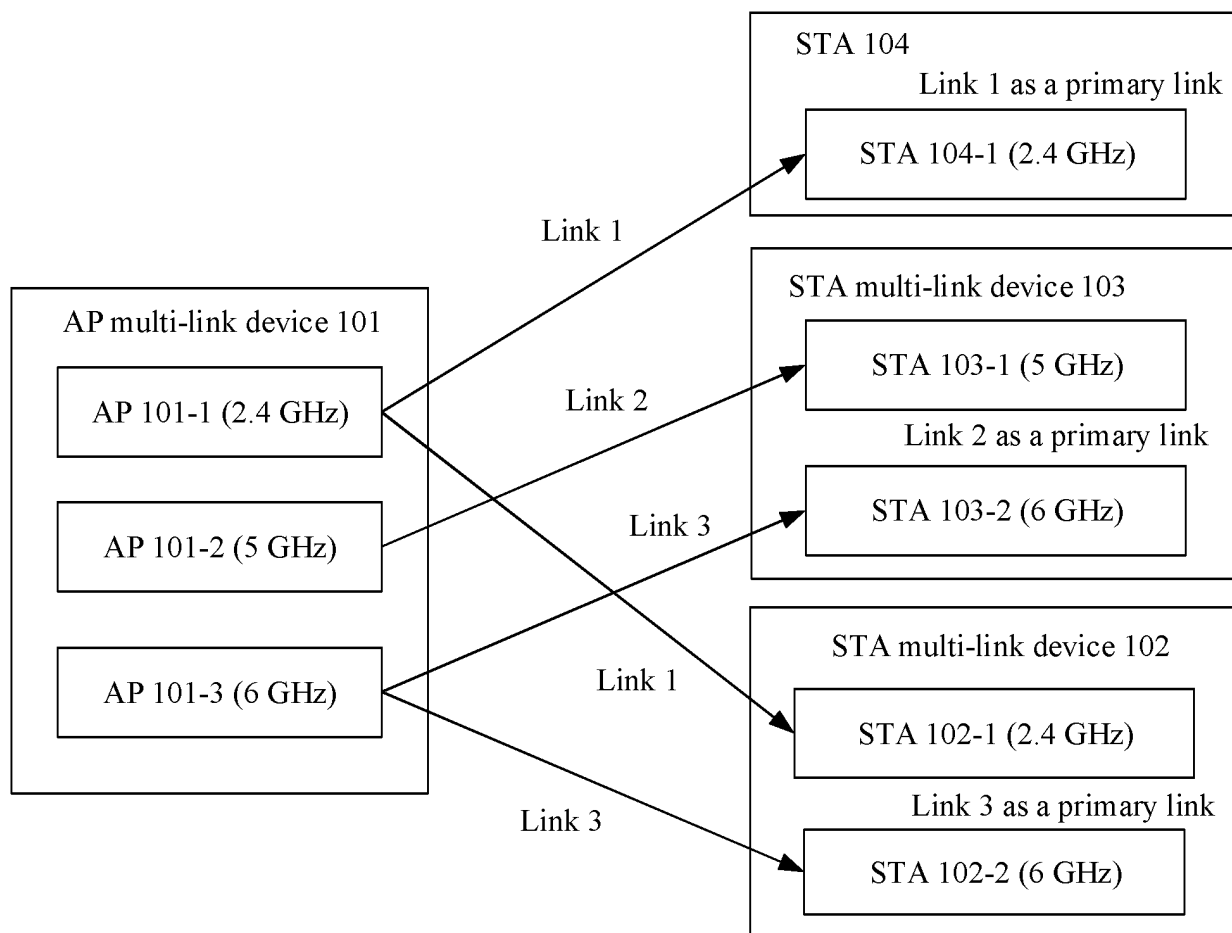 STA 104
Link 1 as a primary link
STA 104-1 (2.4 GHz)
Link 1
STA multi-link device 103
AP multi-link device 101
STA 103-1 (5 GHz)
AP 101-1 (2.4 GHz)
Link 2
Link 2 as a primary link
STA 103-2 (6 GHz)
Link 3
AP 101-2 (5 GHz)
STA multi-link device 102
AP 101-3 (6 GHz)
Link 1
STA 102-1 (2.4 GHz)
Link 3 as a primary link
Link 3
STA 102-2 (6 GHz)